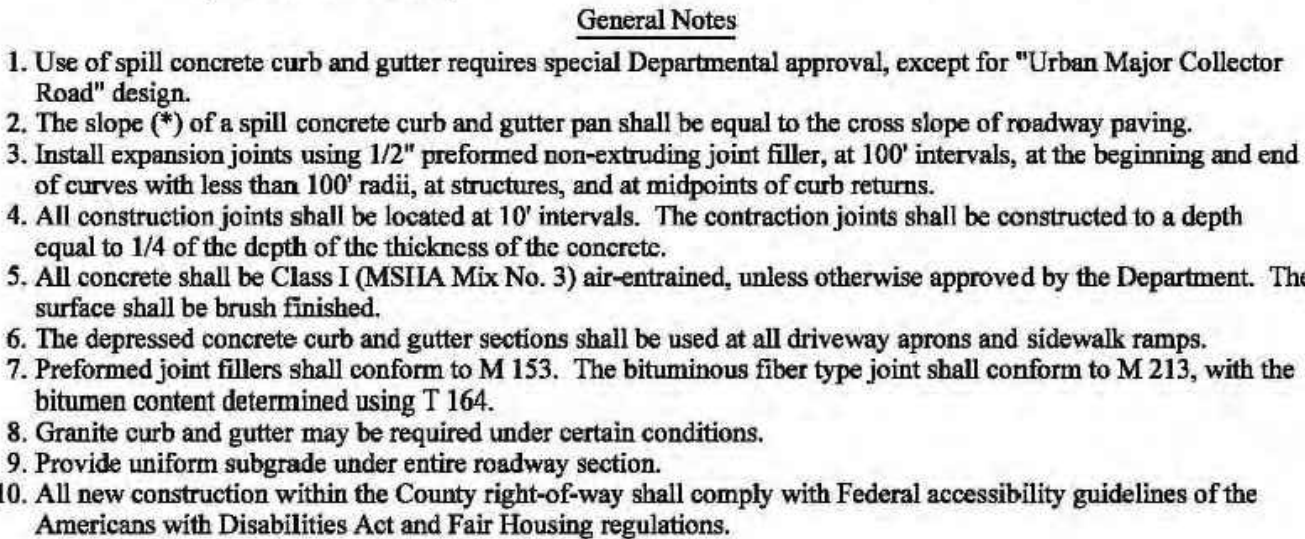 General Notes
1. Use of spill concrete curb and gutter requires special Departmental approval, except for "Urban Major Collector
Road" design.
2. The slope (*) of a spill concrete curb and gutter pan shall be equal to the cross slope of roadway paving.
3. Install expansion joints using 1/2" preformed non-extruding joint filler, at 100' intervals, at the beginning and end
of curves with less than 100' radii, at structures, and at midpoints of curb returns.
4. All construction joints shall be located at 10' intervals. The contraction joints shall be constructed to a depth
equal to 1/4 of the depth of the thickness of the concrete.
5. All concrete shall be Class I (MSHA Mix No. 3) air-entrained, unless otherwise approved by the Department. The
surface shall be brush finished.
6. The depressed concrete curb and gutter sections shall be used at all driveway aprons and sidewalk ramps.
7. Preformed joint fillers shall conform to M 153. The bituminous fiber type joint shall conform to M 213, with the
bitumen content determined using T 164.
8. Granite curb and gutter may be required under certain conditions.
9. Provide uniform subgrade under entire roadway section.
10. All new construction within the County right-of-way shall comply with Federal accessibility guidelines of the
Americans with Disabilities Act and Fair Housing regulations.